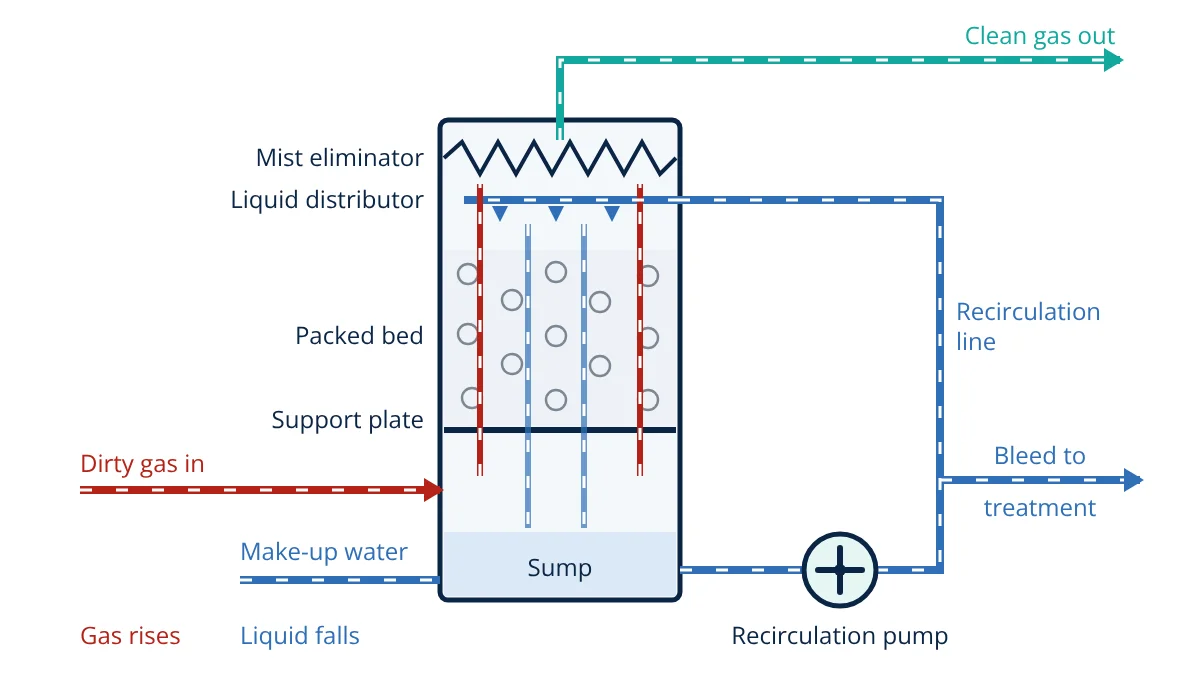 Clean gas out
Mist eliminator
Liquid distributor
Recirculation
line
Packed bed
Support plate
Dirty gas in
Bleed to
treatment
Make-up water
Sump
Gas rises
Liquid falls
Recirculation pump